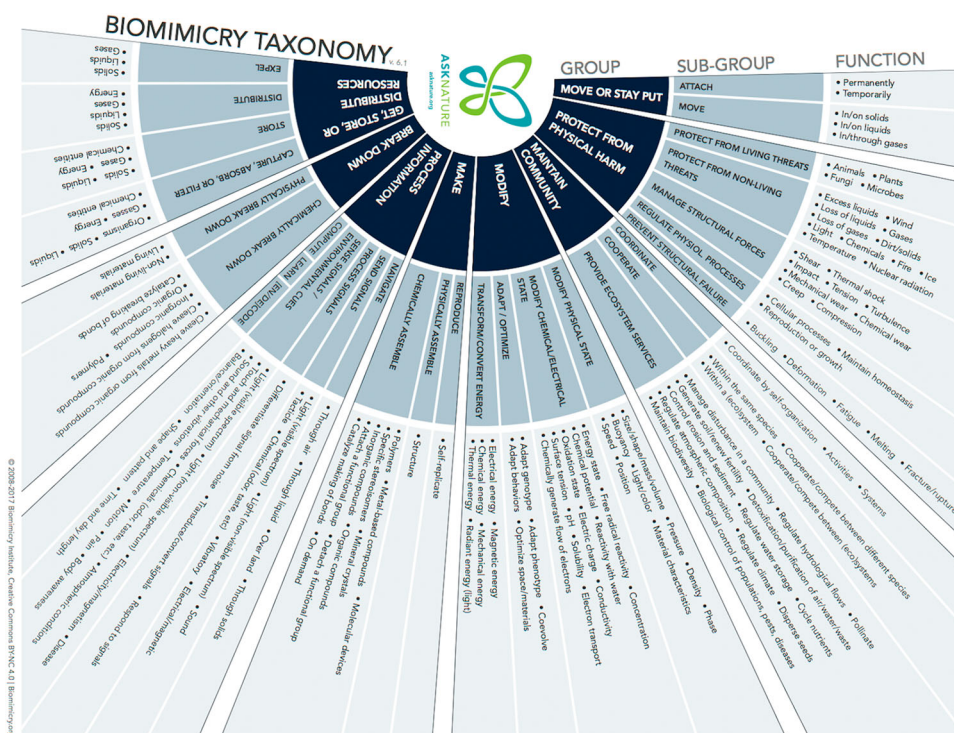 BIOMIMICRY TAXONOMY v. 6.1
ASKNATURE
asknature.org
GROUP
SUB-GROUP
FUNCTION
MOVE OR STAY PUT
ATTACH
• Permanently
• Temporarily
MOVE
• In/on solids
• In/on liquids
• In/through gases
PROTECT FROM
PHYSICAL HARM
PROTECT FROM LIVING THREATS
• Animals • Plants
• Fungi • Microbes
PROTECT FROM NON-LIVING
THREATS
• Excess liquids • Wind
• Loss of liquids • Gases
• Loss of gases • Dirt/solids
• Light • Chemicals • Fire • Ice
• Temperature • Nuclear radiation
MANAGE STRUCTURAL FORCES
• Shear • Thermal shock
• Impact • Tension • Turbulence
• Mechanical wear • Chemical wear
• Creep • Compression
REGULATE PHYSIOL. PROCESSES
• Cellular processes • Maintain homeostasis
• Reproduction or growth
PREVENT STRUCTURAL FAILURE
• Buckling • Deformation • Fatigue • Melting • Fracture/rupture
MAINTAIN
COMMUNITY
COORDINATE
• Coordinate by self-organization • Activities • Systems
COOPERATE
• Within the same species • Cooperate/compete between different species
• Within a (eco)system • Cooperate/compete between (eco)systems
PROVIDE ECOSYSTEM SERVICES
• Manage disturbance in a community • Regulate hydrological flows • Pollinate
• Generate soil/renew fertility • Detoxification/purification of air/water/waste
• Control erosion and sediment • Regulate water storage • Cycle nutrients
• Regulate atmospheric composition • Regulate climate • Disperse seeds
• Maintain biodiversity • Biological control of populations, pests, diseases
MODIFY
MODIFY PHYSICAL STATE
• Size/shape/mass/volume • Pressure • Density • Phase
• Buoyancy • Light/color • Material characteristics
• Speed • Position
MODIFY CHEMICAL/ELECTRICAL
STATE
• Energy state • Free radical reactivity • Concentration
• Chemical potential • Reactivity with water
• Oxidation state • Electric charge • Conductivity
• Surface tension • pH • Solubility • Electron transport
• Chemically generate flow of electrons
ADAPT / OPTIMIZE
• Adapt genotype • Adapt phenotype • Coevolve
• Adapt behaviors • Optimize space/materials
TRANSFORM/CONVERT ENERGY
• Electrical energy • Magnetic energy
• Chemical energy • Mechanical energy
• Thermal energy • Radiant energy (light)
MAKE
REPRODUCE
• Self-replicate
PHYSICALLY ASSEMBLE
• Structure
CHEMICALLY ASSEMBLE
• Polymers • Metal-based compounds • Molecular devices
• Specific stereoisomers • Mineral crystals
• Inorganic compounds • Organic compounds
• Attach a functional group • Detach a functional group
• Catalyze making of bonds • On demand
PROCESS
INFORMATION
NAVIGATE
• Through air • Through liquid • Over land • Through solids
SEND SIGNALS
• Light (visible spectrum) • Light (non-visible spectrum) • Electrical/magnetic
• Tactile • Chemical (odor, taste, etc) • Vibratory • Sound
PROCESS SIGNALS
• Differentiate signal from noise • Transduce/convert signals • Respond to signals
SENSE SIGNALS /
ENVIRONMENTAL CUES
• Light (visible spectrum) • Light (non-visible spectrum) • Electricity/magnetism • Disease
• Touch and mechanical forces • Chemicals (odor, taste, etc.) • Atmospheric conditions
• Sound and other vibrations • Temperature • Motion • Pain • Body awareness
• Balance/orientation • Shape and pattern • Time and day length
COMPUTE
LEARN
EN/DE/CODE
BREAK DOWN
CHEMICALLY BREAK DOWN
• Cleave heavy metals from organic compounds
• Cleave halogens from organic compounds
• Inorganic compounds
• Organic compounds • Polymers
• Catalyze breaking of bonds
PHYSICALLY BREAK DOWN
• Non-living materials
• Living materials
GET, STORE, OR
DISTRIBUTE
RESOURCES
CAPTURE, ABSORB, OR FILTER
• Organisms • Solids • Liquids
• Gases • Energy
• Chemical entities
STORE
• Solids • Liquids
• Gases • Energy
• Chemical entities
DISTRIBUTE
• Solids
• Liquids
• Gases
• Energy
EXPEL
• Solids
• Liquids
• Gases
© 2008-2017 Biomimicry Institute, Creative Commons BY-NC 4.0 | Biomimicry.or